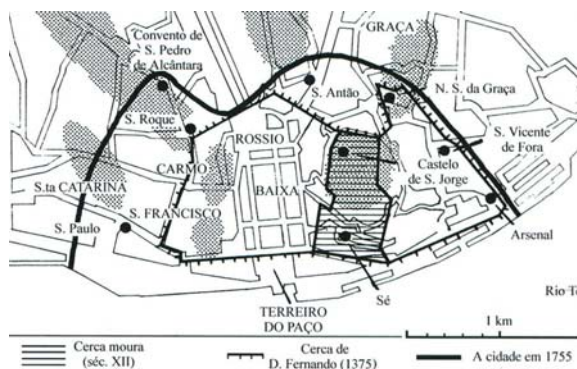 GRAÇA
Convento de
S. Pedro
de Alcântara
S. Antão
N. S. da Graça
S. Roque
ROSSIO
S. Vicente
de Fora
CARMO
Castelo
de S. Jorge
S.ta CATARINA
BAIXA
S. FRANCISCO
S. Paulo
Arsenal
Sé
Rio Te
TERREIRO
DO PAÇO
1 km
Cerca moura
(séc. XII)
Cerca de
D. Fernando (1375)
A cidade em 1755